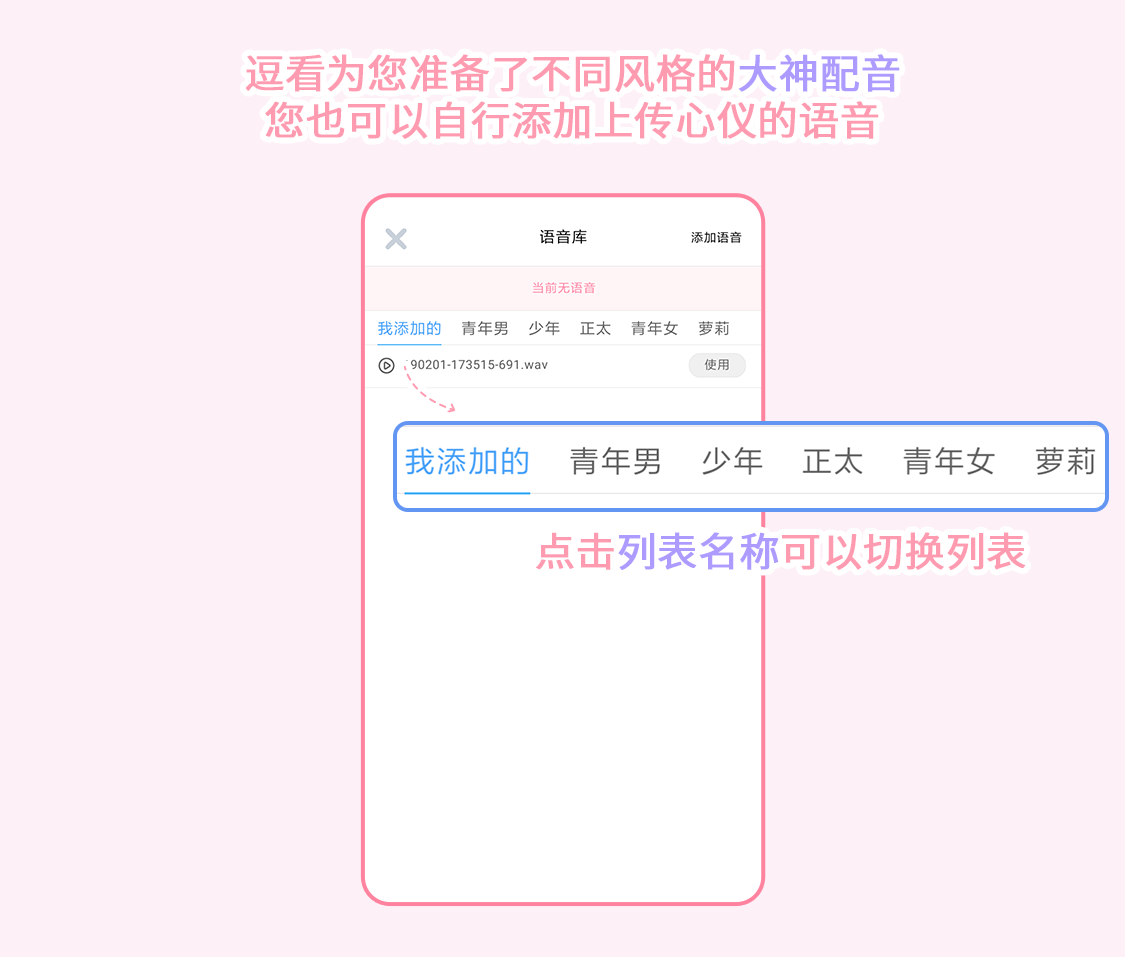 逗看为您准备了不同风格的大神配音
您也可以自行添加上传心仪的语音
语音库 添加语音
当前无语音
我添加的 青年男 少年 正太 青年女 萝莉
90201-173515-691.wav 使用
我添加的 青年男 少年 正太 青年女 萝莉
点击列表名称可以切换列表